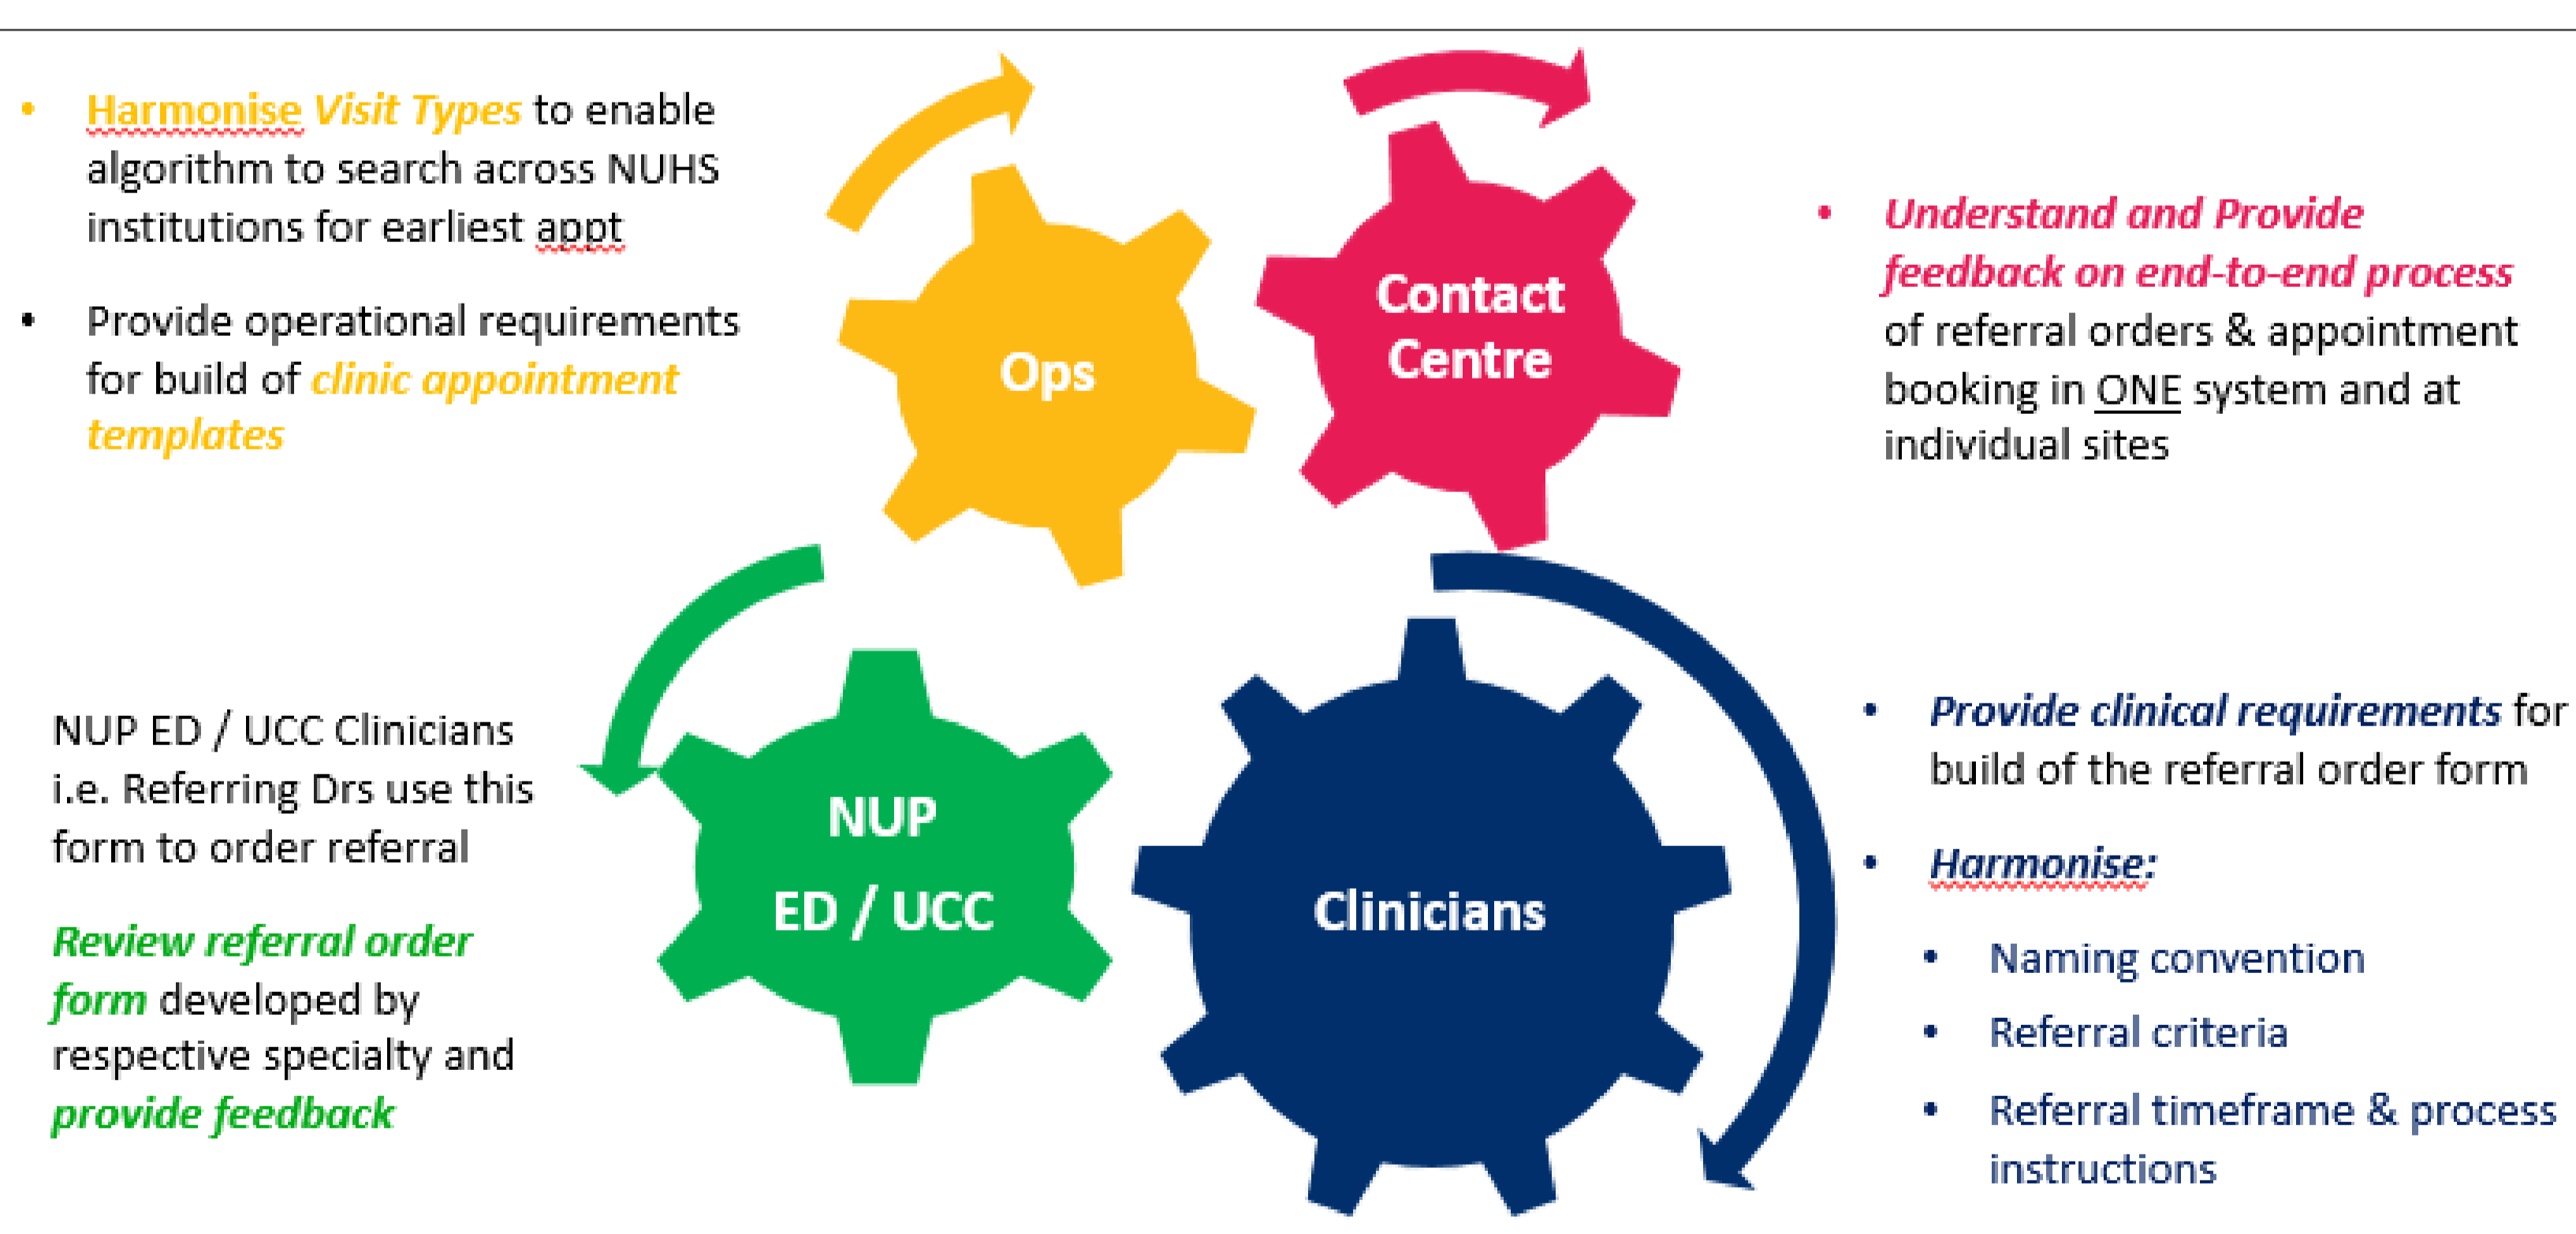 • Harmonise Visit Types to enable
algorithm to search across NUHS
institutions for earliest appt
• Provide operational requirements
for build of clinic appointment
templates
Ops
Contact
Centre
• Understand and Provide
feedback on end-to-end process
of referral orders & appointment
booking in ONE system and at
individual sites
NUP ED / UCC Clinicians
i.e. Referring Drs use this
form to order referral
Review referral order
form developed by
respective specialty and
provide feedback
NUP
ED / UCC
Clinicians
• Provide clinical requirements for
build of the referral order form
• Harmonise:
• Naming convention
• Referral criteria
• Referral timeframe & process
instructions